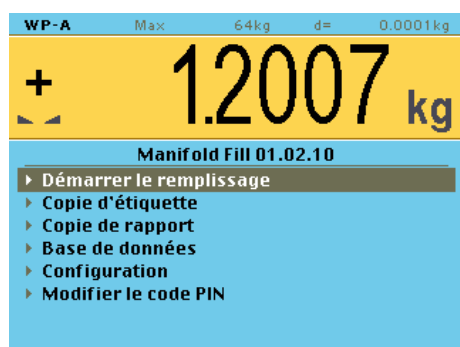 WP-A Max 64kg d= 0.0001kg
+ 1.2007 kg
Manifold Fill 01.02.10
Démarrer le remplissage
Copie d'étiquette
Copie de rapport
Base de données
Configuration
Modifier le code PIN